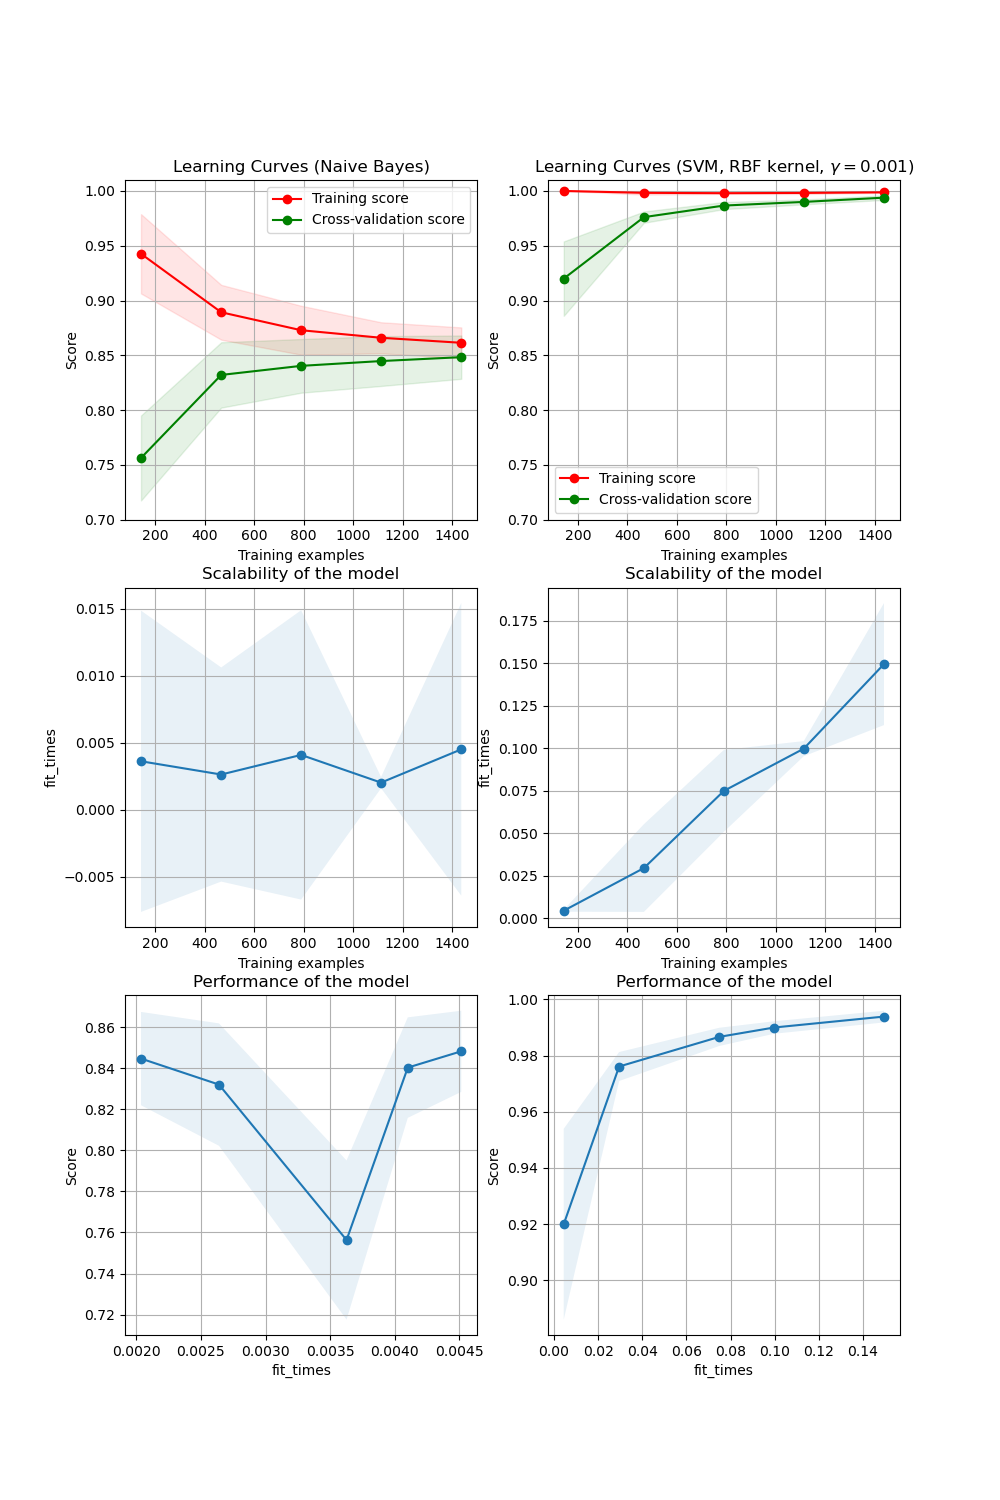 Learning Curves (Naive Bayes)
1.00
0.95
0.90
0.85
0.80
0.75
0.70
Score
Training score
Cross-validation score
200 400 600 800 1000 1200 1400
Training examples
Learning Curves (SVM, RBF kernel, γ = 0.001)
1.00
0.95
0.90
0.85
0.80
0.75
0.70
Score
Training score
Cross-validation score
200 400 600 800 1000 1200 1400
Training examples
Scalability of the model
0.015
0.010
0.005
0.000
−0.005
fit_times
200 400 600 800 1000 1200 1400
Training examples
Scalability of the model
0.175
0.150
0.125
0.100
0.075
0.050
0.025
0.000
fit_times
200 400 600 800 1000 1200 1400
Training examples
Performance of the model
0.86
0.84
0.82
0.80
0.78
0.76
0.74
0.72
Score
0.0020 0.0025 0.0030 0.0035 0.0040 0.0045
fit_times
Performance of the model
1.00
0.98
0.96
0.94
0.92
0.90
Score
0.00 0.02 0.04 0.06 0.08 0.10 0.12 0.14
fit_times